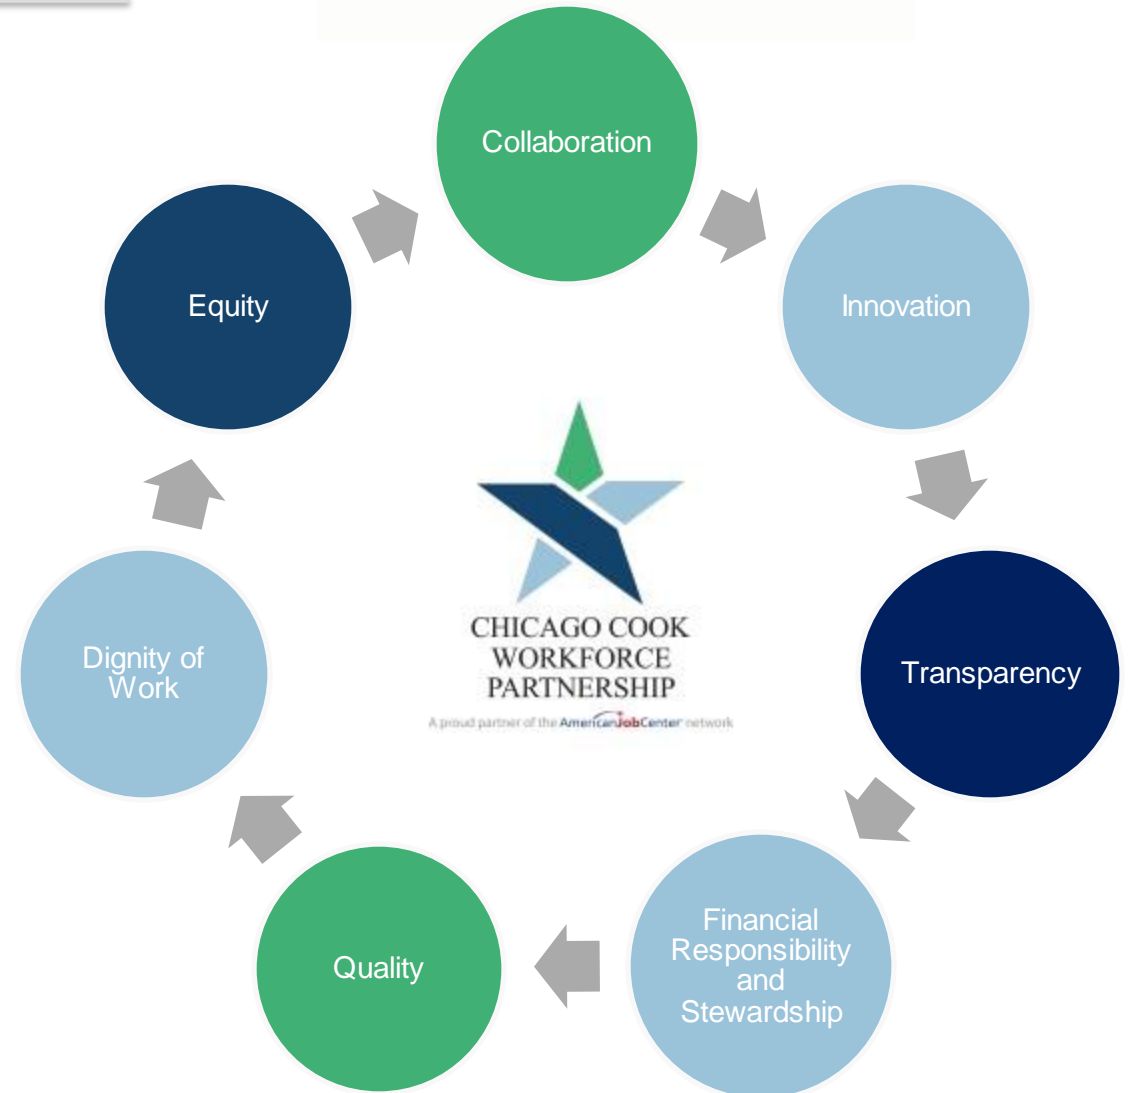 Collaboration
Innovation
Transparency
Financial
Responsibility
and
Stewardship
Quality
Dignity of
Work
Equity
CHICAGO COOK
WORKFORCE
PARTNERSHIP
A proud partner of the AmericanJobCenter network